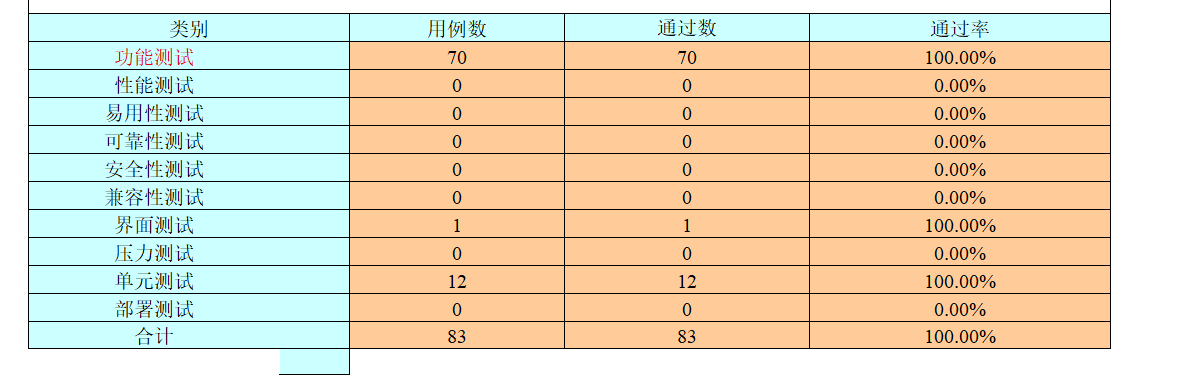 类别 用例数 通过数 通过率
功能测试 70 70 100.00%
性能测试 0 0 0.00%
易用性测试 0 0 0.00%
可靠性测试 0 0 0.00%
安全性测试 0 0 0.00%
兼容性测试 0 0 0.00%
界面测试 1 1 100.00%
压力测试 0 0 0.00%
单元测试 12 12 100.00%
部署测试 0 0 0.00%
合计 83 83 100.00%